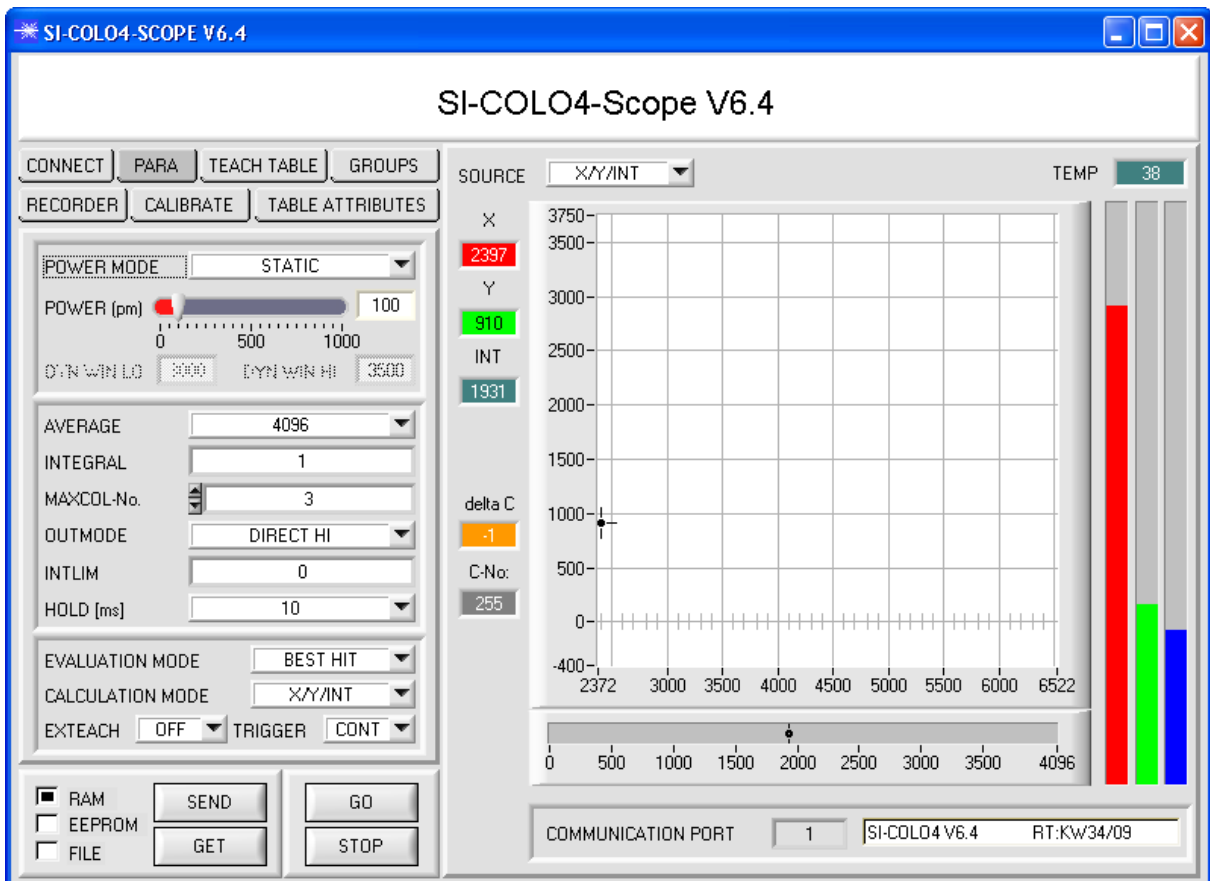 SI-COLO4-SCOPE V6.4
SI-COLO4-Scope V6.4
CONNECT PARA TEACH TABLE GROUPS
RECORDER CALIBRATE TABLE ATTRIBUTES
POWER MODE STATIC
POWER (pm) 100
0 500 1000
DYN WIN LO 3000 DYN WIN HI 3500
AVERAGE 4096
INTEGRAL 1
MAXCOL-No. 3
OUTMODE DIRECT HI
INTLIM 0
HOLD [ms] 10
EVALUATION MODE BEST HIT
CALCULATION MODE X/Y/INT
EXTEACH OFF TRIGGER CONT
RAM
EEPROM
FILE
SEND GO
GET STOP
SOURCE X/Y/INT TEMP 38
X
2397
Y
910
INT
1931
delta C
-1
C-No:
255
3750
3500
3000
2500
2000
1500
1000
500
0
-400
2372 3000 3500 4000 4500 5000 5500 6000 6522
0 500 1000 1500 2000 2500 3000 3500 4096
COMMUNICATION PORT 1 SI-COLO4 V6.4 RT:KW34/09